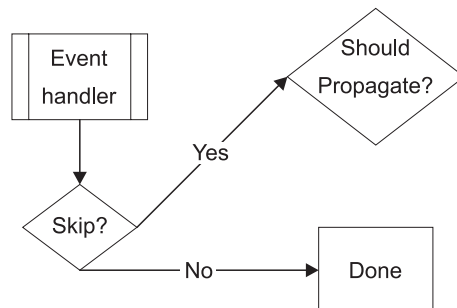 Event
handler
Should
Propagate?
Yes
Skip?
No
Done